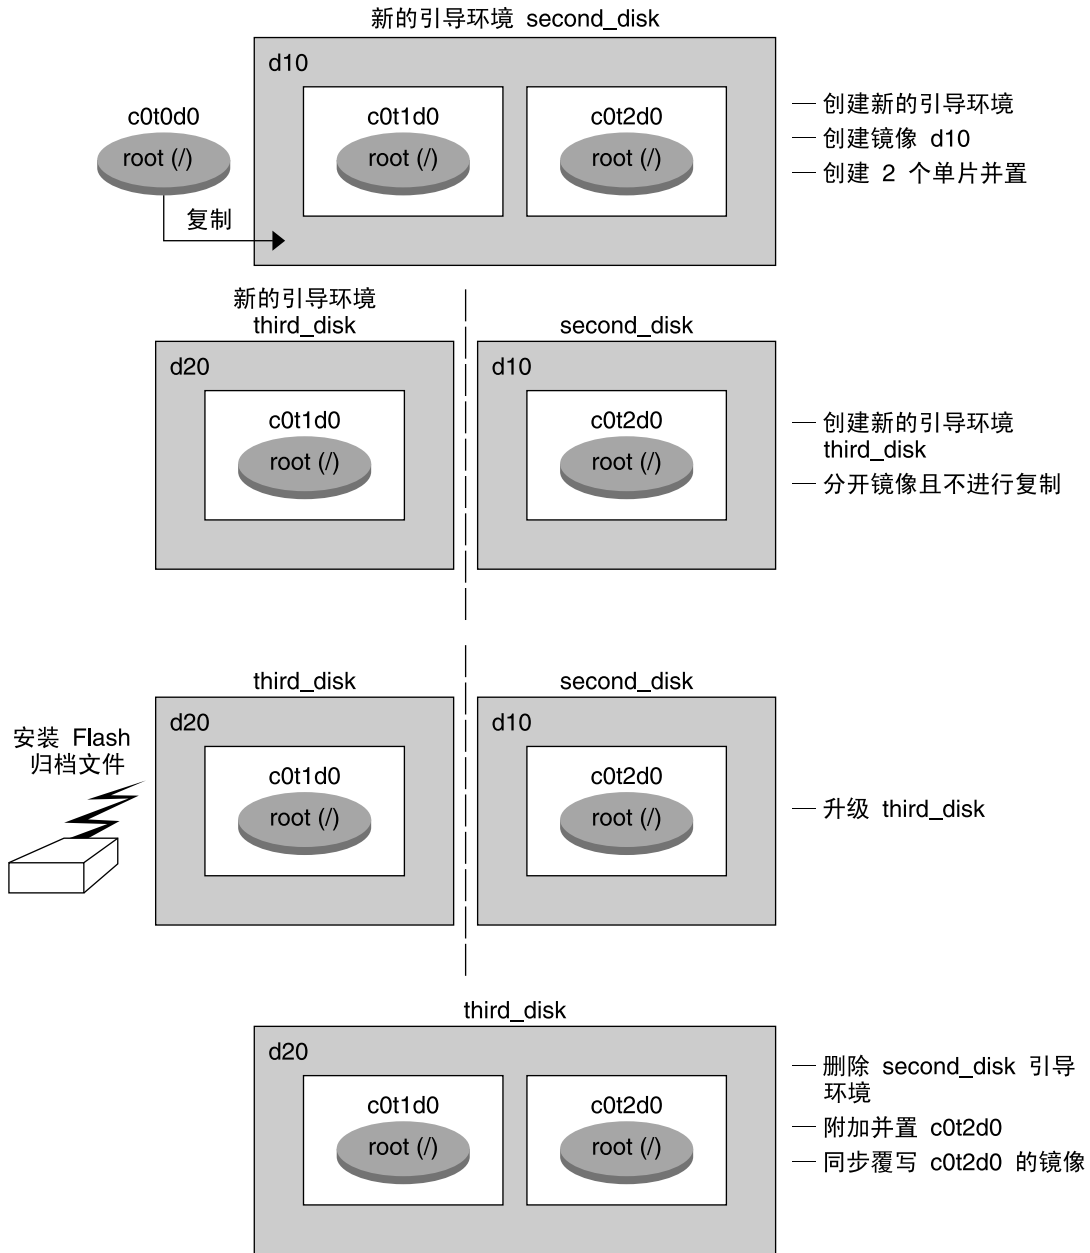 新的引导环境 second_disk
d10
c0t0d0
root (/)
复制
c0t1d0
root (/)
c0t2d0
root (/)
— 创建新的引导环境
— 创建镜像 d10
— 创建 2 个单片并置
新的引导环境
third_disk
d20
c0t1d0
root (/)
second_disk
d10
c0t2d0
root (/)
— 创建新的引导环境
third_disk
— 分开镜像且不进行复制
安装 Flash
归档文件
third_disk
d20
c0t1d0
root (/)
second_disk
d10
c0t2d0
root (/)
— 升级 third_disk
third_disk
d20
c0t1d0
root (/)
c0t2d0
root (/)
— 删除 second_disk 引导
环境
— 附加并置 c0t2d0
— 同步覆写 c0t2d0 的镜像